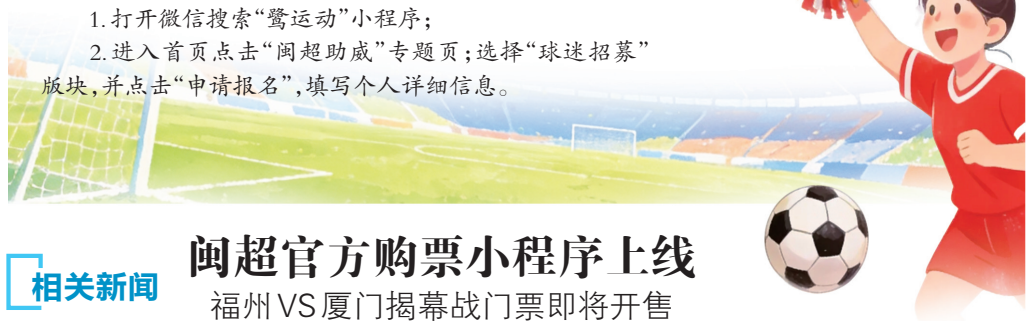 1.打开微信搜索“鹭运动”小程序；
2.进入首页点击“闽超助威”专题页；选择“球迷招募”
版块，并点击“申请报名”，填写个人详细信息。
相关新闻
闽超官方购票小程序上线
福州VS厦门揭幕战门票即将开售